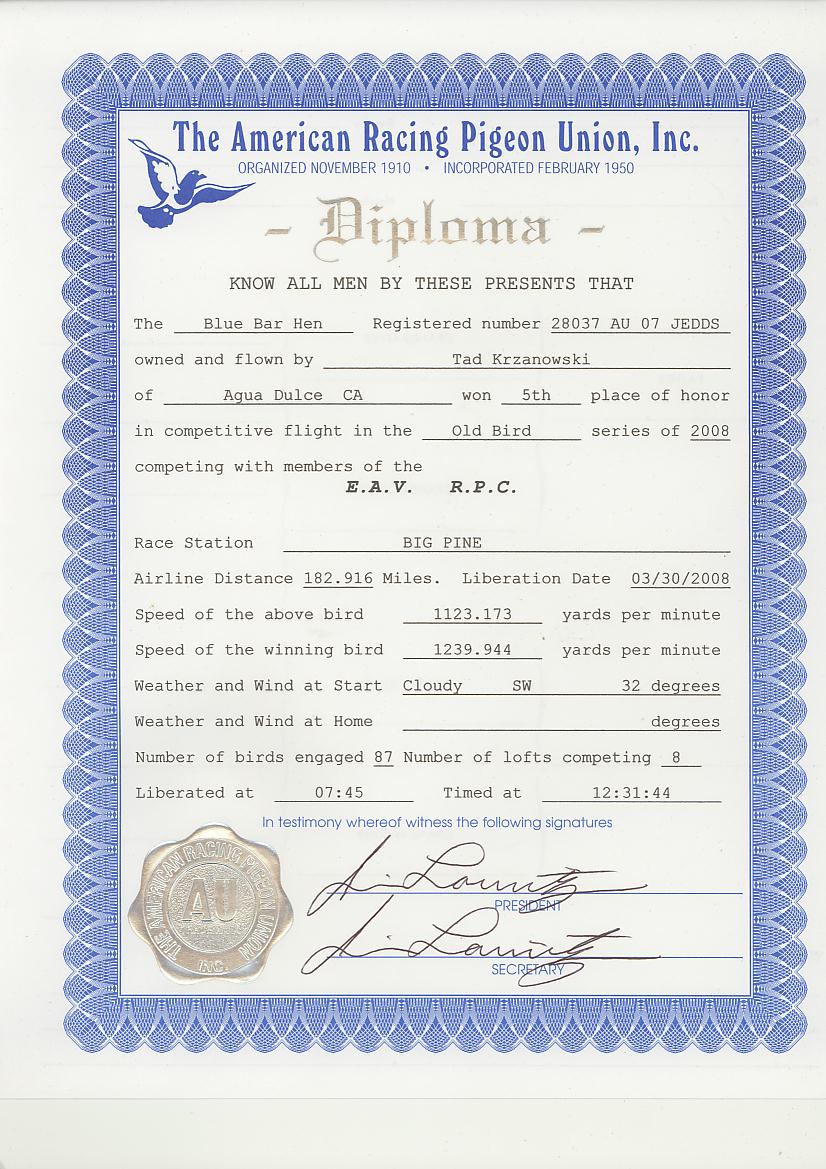 The American Racing Pigeon Union, Inc.
ORGANIZED NOVEMBER 1910 • INCORPORATED FEBRUARY 1950
- Diploma -
KNOW ALL MEN BY THESE PRESENTS THAT
The Blue Bar Hen Registered number 28037 AU 07 JEDDS
owned and flown by Tad Krzanowski
of Agua Dulce CA won 5th place of honor
in competitive flight in the Old Bird series of 2008
competing with members of the
E.A.V. R.P.C.
Race Station BIG PINE
Airline Distance 182.916 Miles. Liberation Date 03/30/2008
Speed of the above bird 1123.173 yards per minute
Speed of the winning bird 1239.944 yards per minute
Weather and Wind at Start Cloudy SW 32 degrees
Weather and Wind at Home degrees
Number of birds engaged 87 Number of lofts competing 8
Liberated at 07:45 Timed at 12:31:44
In testimony whereof witness the following signatures
PRESIDENT
SECRETARY
THE AMERICAN RACING PIGEON UNION
AU
INC.